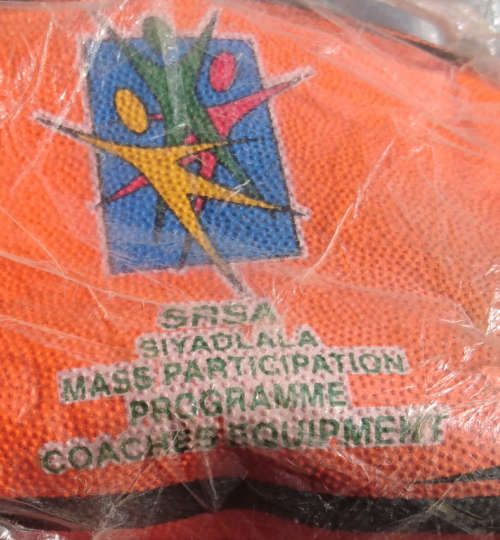 SRSA
SIYADLALA
MASS PARTICIPATION
PROGRAMME
COACHES EQUIPMENT